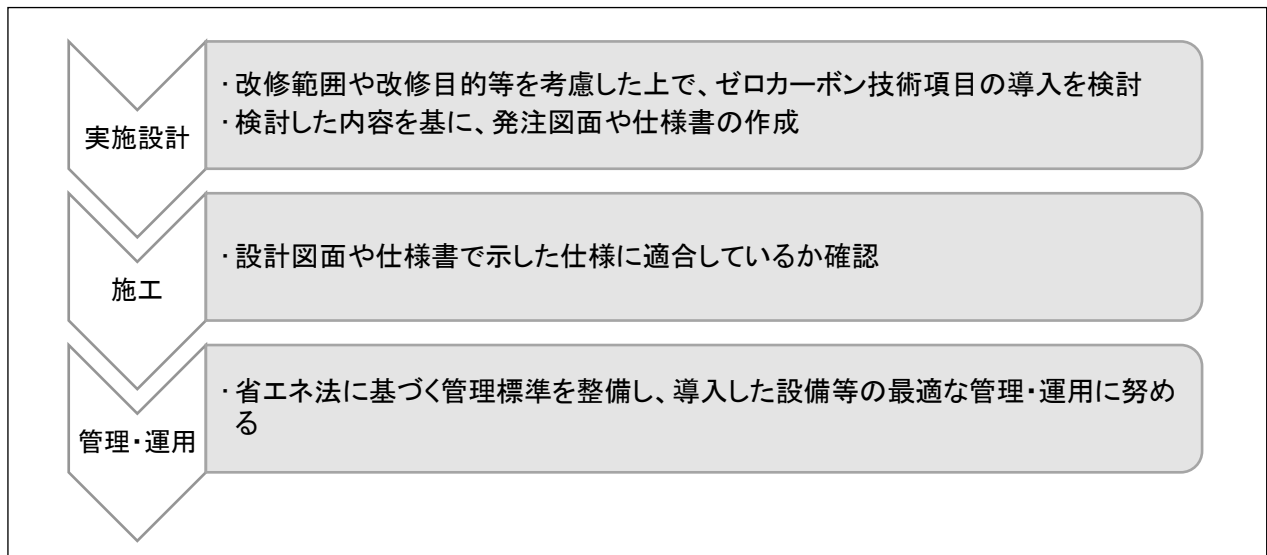 実施設計
・改修範囲や改修目的等を考慮した上で、ゼロカーボン技術項目の導入を検討
・検討した内容を基に、発注図面や仕様書の作成
施工
・設計図面や仕様書で示した仕様に適合しているか確認
管理・運用
・省エネ法に基づく管理標準を整備し、導入した設備等の最適な管理・運用に努め
る